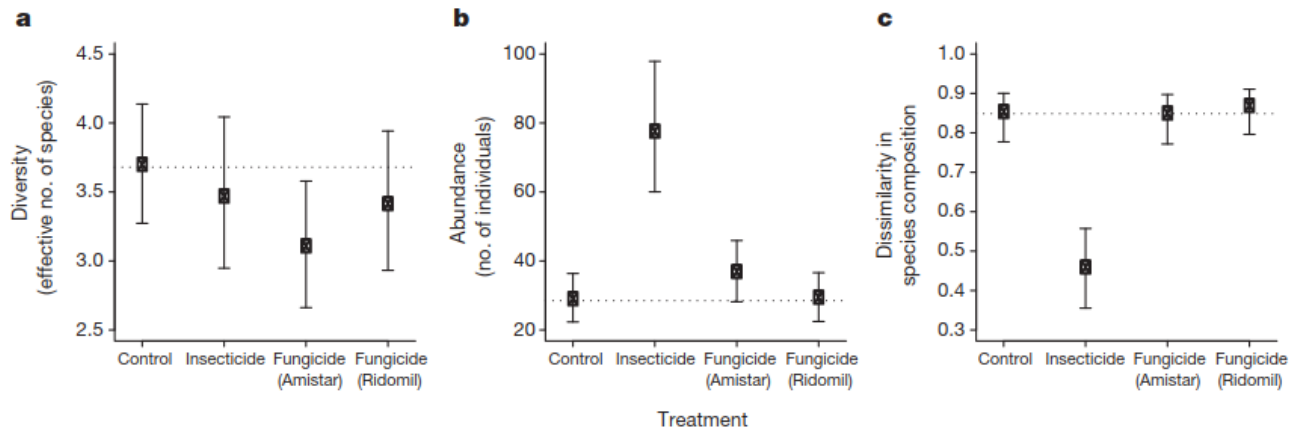 a
Diversity
(effective no. of species)
4.5
4.0
3.5
3.0
2.5
Control
Insecticide
Fungicide
(Amistar)
Fungicide
(Ridomil)
b
Abundance
(no. of individuals)
100
80
60
40
20
Control
Insecticide
Fungicide
(Amistar)
Fungicide
(Ridomil)
Treatment
c
Dissimilarity in
species composition
1.0
0.9
0.8
0.7
0.6
0.5
0.4
0.3
Control
Insecticide
Fungicide
(Amistar)
Fungicide
(Ridomil)